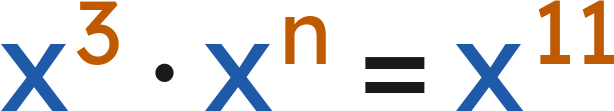 x³ · xⁿ = x¹¹